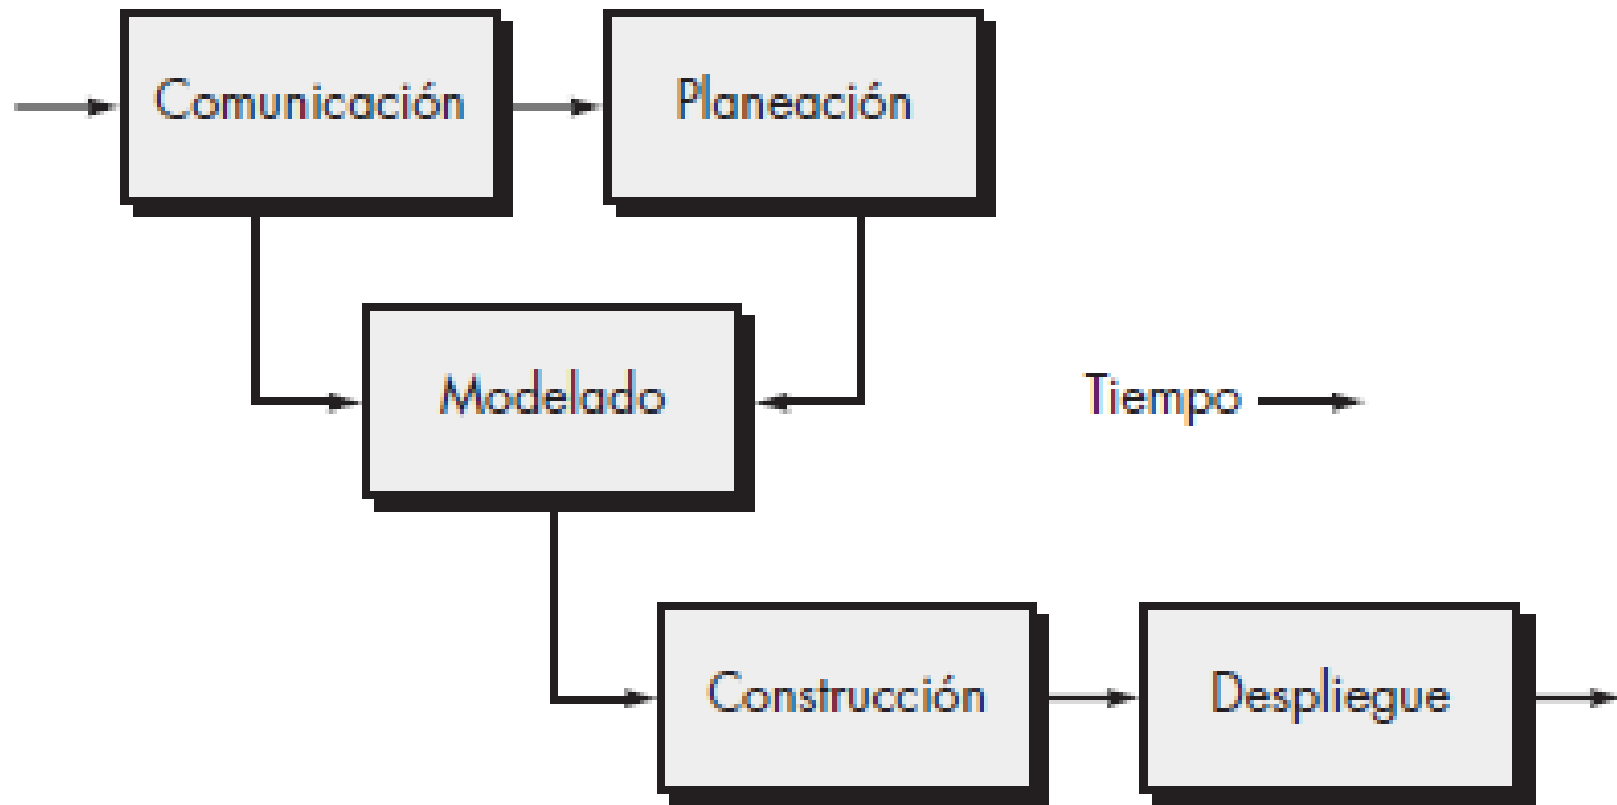 Comunicación
Planeación
Modelado
Tiempo
Construcción
Despliegue